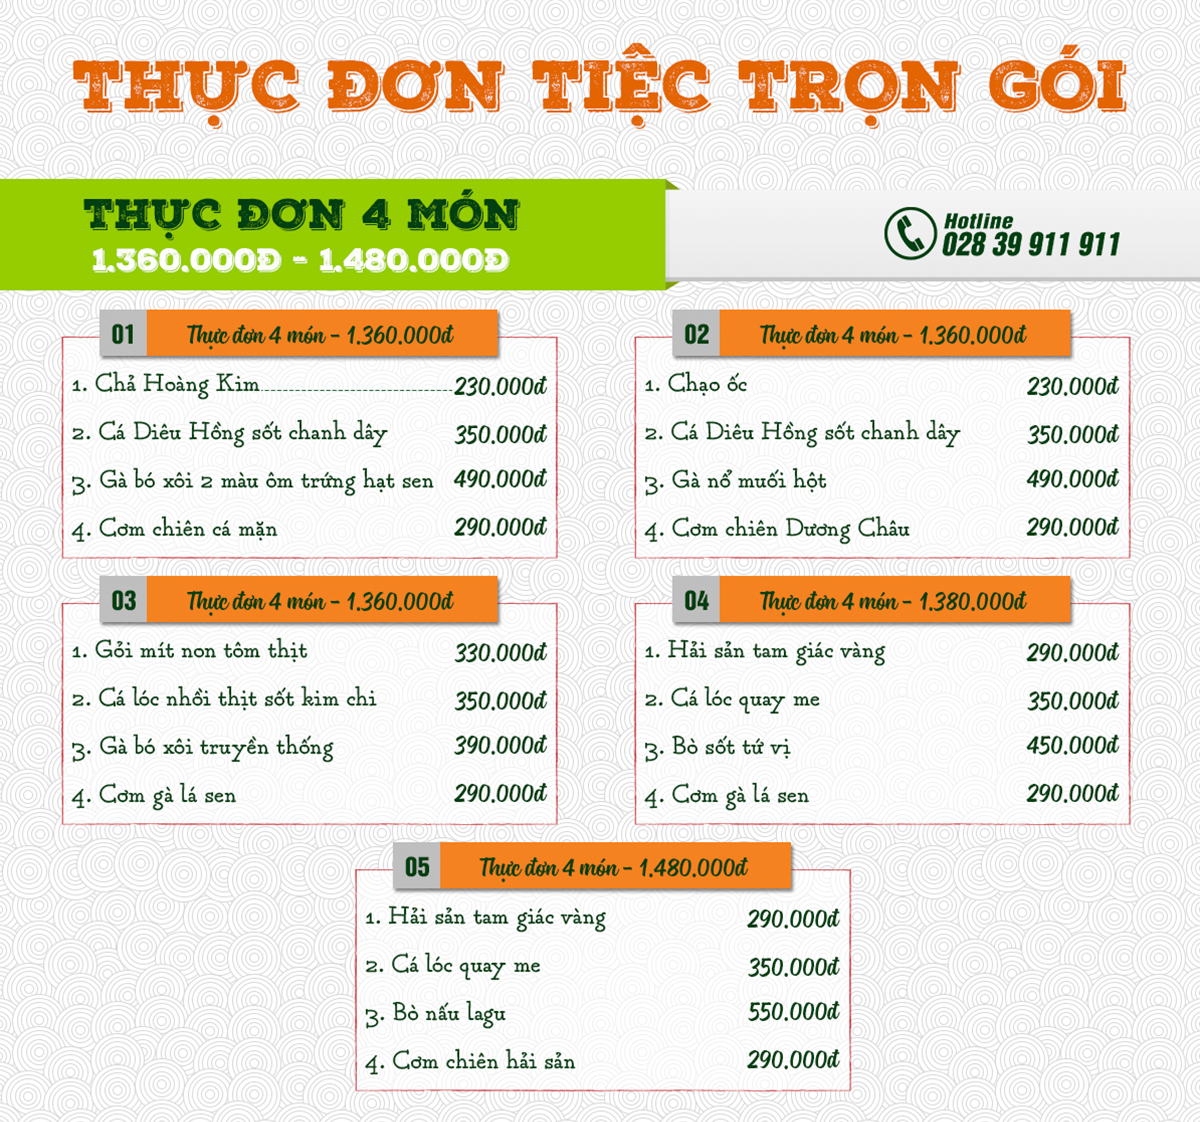 THỰC ĐƠN TIỆC TRỌN GÓI
THỰC ĐƠN 4 MÓN
1.360.000Đ - 1.480.000Đ
Hotline
028 39 911 911
01 Thực đơn 4 món - 1.360.000đ
1. Chả Hoàng Kim 230.000đ
2. Cá Diêu Hồng sốt chanh dây 350.000đ
3. Gà bó xôi 2 màu ôm trứng hạt sen 490.000đ
4. Cơm chiên cá mặn 290.000đ
02 Thực đơn 4 món - 1.360.000đ
1. Chạo ốc 230.000đ
2. Cá Diêu Hồng sốt chanh dây 350.000đ
3. Gà nổ muối hột 490.000đ
4. Cơm chiên Dương Châu 290.000đ
03 Thực đơn 4 món - 1.360.000đ
1. Gỏi mít non tôm thịt 330.000đ
2. Cá lóc nhồi thịt sốt kim chi 350.000đ
3. Gà bó xôi truyền thống 390.000đ
4. Cơm gà lá sen 290.000đ
04 Thực đơn 4 món - 1.380.000đ
1. Hải sản tam giác vàng 290.000đ
2. Cá lóc quay me 350.000đ
3. Bò sốt tứ vị 450.000đ
4. Cơm gà lá sen 290.000đ
05 Thực đơn 4 món - 1.480.000đ
1. Hải sản tam giác vàng 290.000đ
2. Cá lóc quay me 350.000đ
3. Bò nấu lagu 550.000đ
4. Cơm chiên hải sản 290.000đ